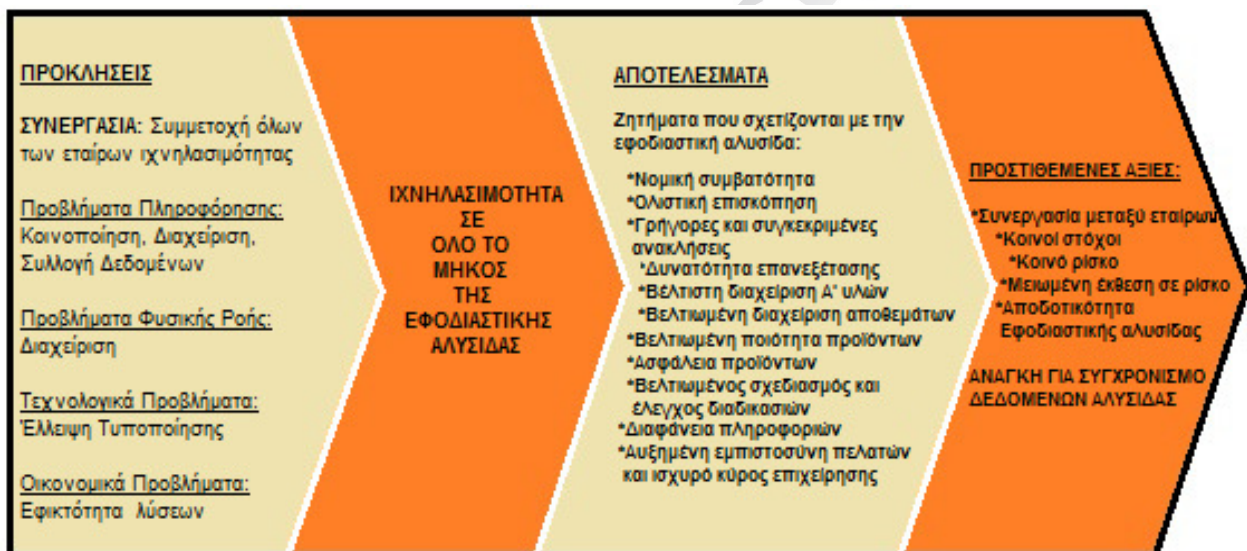 ΠΡΟΚΛΗΣΕΙΣ
ΣΥΝΕΡΓΑΣΙΑ: Συμμετοχή όλων
των εταίρων ιχνηλασιμότητας
Προβλήματα Πληροφόρησης:
Κοινοποίηση, Διαχείριση,
Συλλογή Δεδομένων
Προβλήματα Φυσικής Ροής:
Διαχείριση
Τεχνολογικά Προβλήματα:
Έλλειψη Τυποποίησης
Οικονομικά Προβλήματα:
Εφικτότητα λύσεων
ΙΧΝΗΛΑΣΙΜΟΤΗΤΑ
ΣΕ
ΟΛΟ ΤΟ
ΜΗΚΟΣ
ΤΗΣ
ΕΦΟΔΙΑΣΤΙΚΗΣ
ΑΛΥΣΙΔΑΣ
ΑΠΟΤΕΛΕΣΜΑΤΑ
Ζητήματα που σχετίζονται με την
εφοδιαστική αλυσίδα:
*Νομική συμβατότητα
*Ολιστική επισκόπηση
*Γρήγορες και συγκεκριμένες
ανακλήσεις
*Δυνατότητα επανεξέτασης
*Βέλτιστη διαχείριση Α' υλών
*Βελτιωμένη διαχείριση αποθεμάτων
*Βελτιωμένη ποιότητα προϊόντων
*Ασφάλεια προϊόντων
*Βελτιωμένος σχεδιασμός και
έλεγχος διαδικασιών
*Διαφάνεια πληροφοριών
*Αυξημένη εμπιστοσύνη πελατών
και ισχυρό κύρος επιχείρησης
ΠΡΟΣΤΙΘΕΜΕΝΕΣ ΑΞΙΕΣ:
*Συνεργασία μεταξύ εταίρων
*Κοινοί στόχοι
*Κοινό ρίσκο
*Μειωμένη έκθεση σε ρίσκο
*Αποδοτικότητα
Εφοδιαστικής αλυσίδας
ΑΝΑΓΚΗ ΓΙΑ ΣΥΓΧΡΟΝΙΣΜΟ
ΔΕΔΟΜΕΝΩΝ ΑΛΥΣΙΔΑΣ